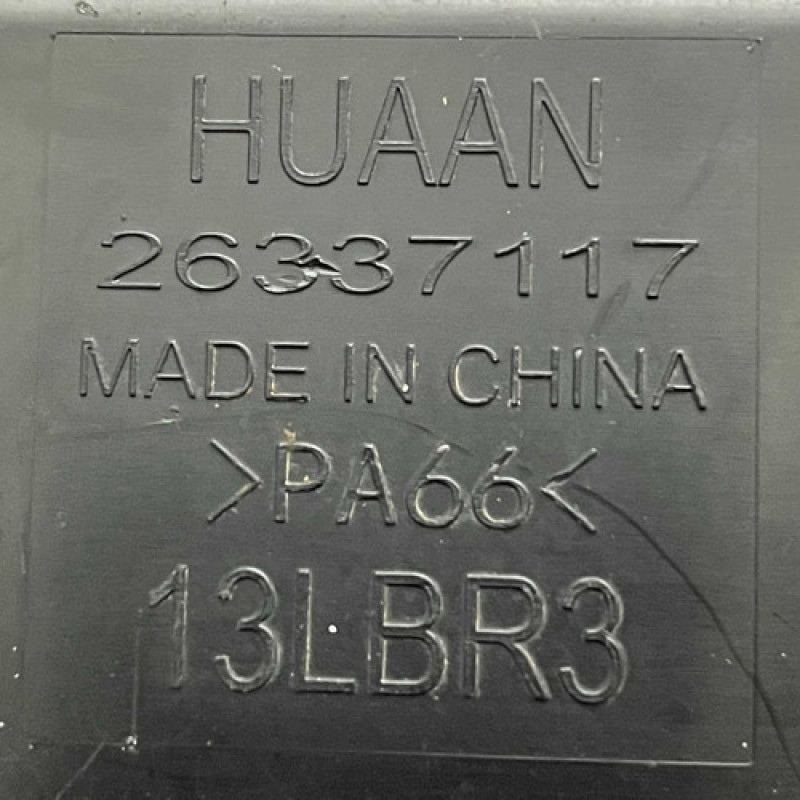 HUAAN
26337117
MADE IN CHINA
>PA66<
13LBR3